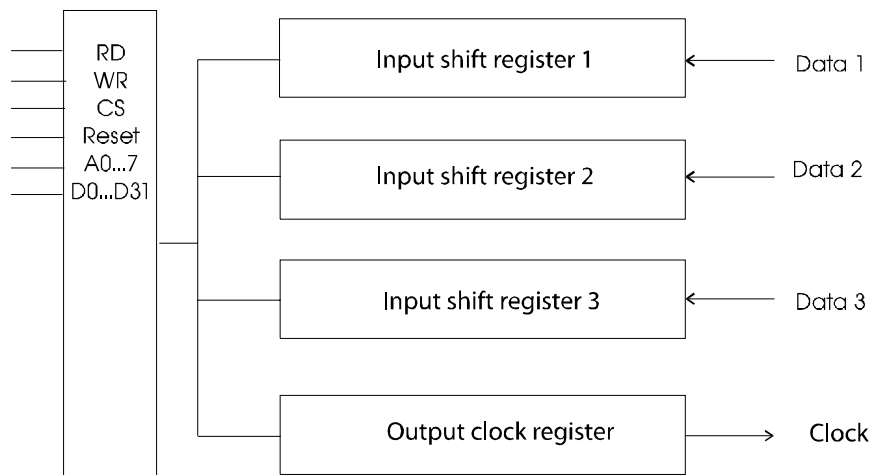 RD
WR
CS
Reset
A0...7
D0...D31
Input shift register 1
Data 1
Input shift register 2
Data 2
Input shift register 3
Data 3
Output clock register
Clock